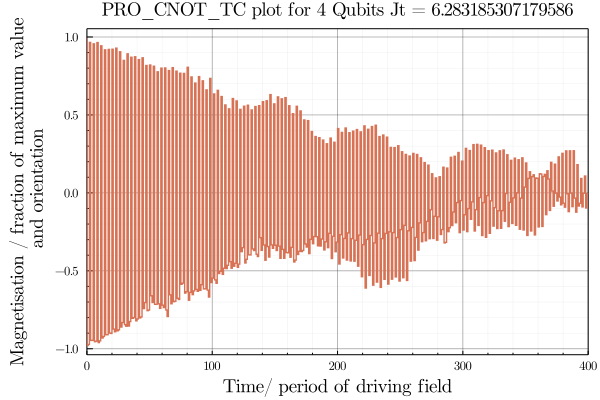 PRO_CNOT_TC plot for 4 Qubits Jt = 6.283185307179586
Magnetisation / fraction of maximum value
and orientation
1.0
0.5
0.0
−0.5
−1.0
0 100 200 300 400
Time/ period of driving field